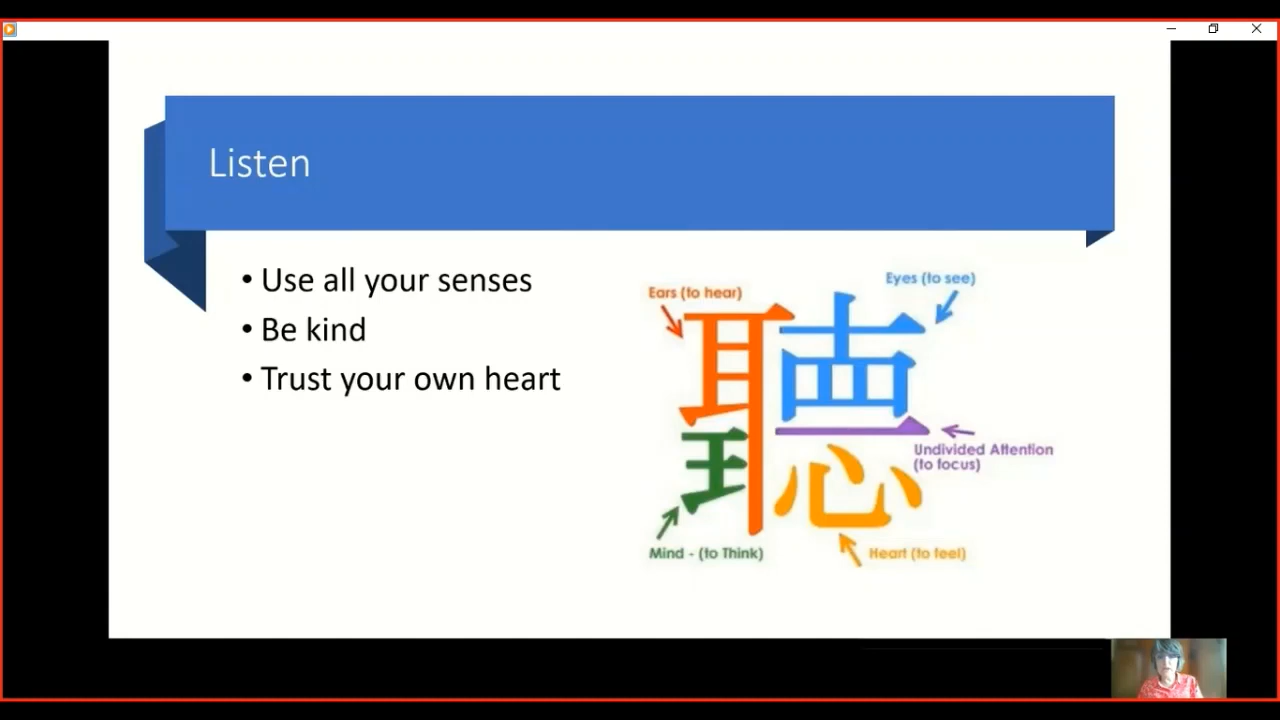 Listen
• Use all your senses
• Be kind
• Trust your own heart
Ears (to hear)
Eyes (to see)
聽
Undivided Attention
(to focus)
Mind - (to Think)
Heart (to feel)